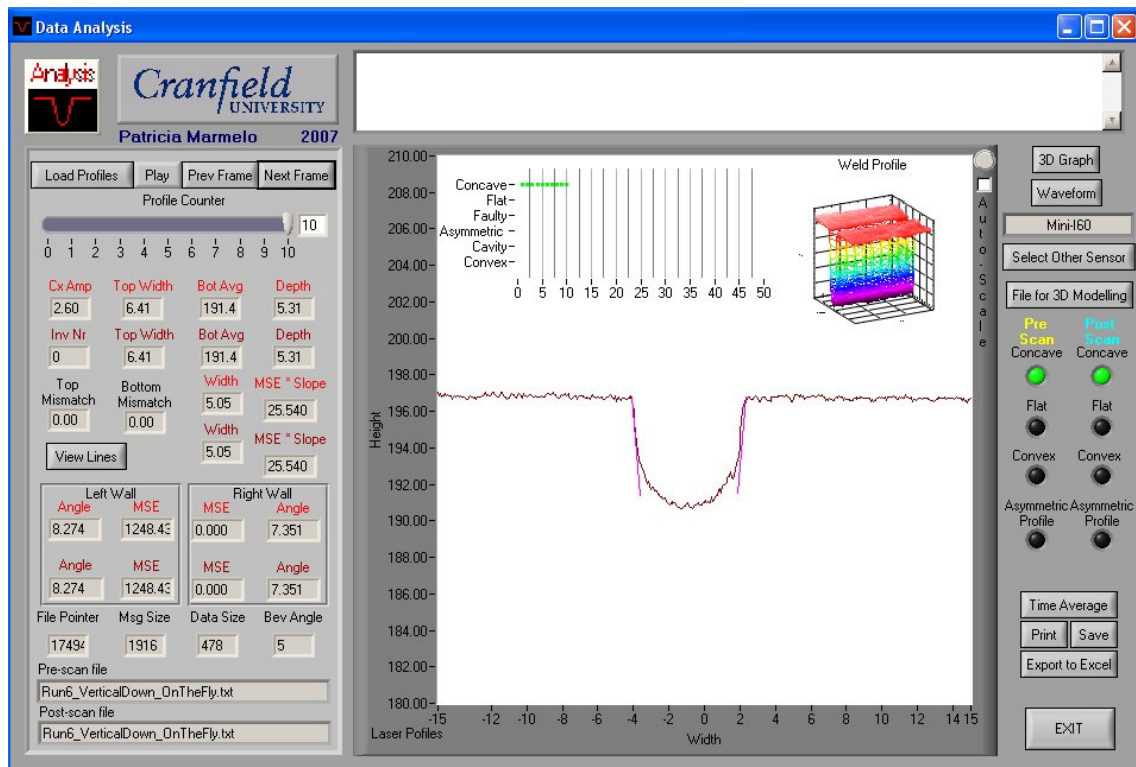 Data Analysis
Analysis
Cranfield
UNIVERSITY
Patricia Marmelo 2007
Load Profiles Play Prev Frame Next Frame
Profile Counter
10
0 1 2 3 4 5 6 7 8 9 10
Cx Amp Top Width Bot Avg Depth
2.60 6.41 191.4 5.31
Inv Nr Top Width Bot Avg Depth
0 6.41 191.4 5.31
Top Mismatch Bottom Mismatch Width MSE * Slope
0.00 0.00 5.05 25.540
Width MSE * Slope
5.05 25.540
View Lines
Left Wall Right Wall
Angle MSE MSE Angle
8.274 1248.43 0.000 7.351
Angle MSE MSE Angle
8.274 1248.43 0.000 7.351
File Pointer Msg Size Data Size Bev Angle
17494 1916 478 5
Pre-scan file
Run6_VerticalDown_OnTheFly.txt
Post-scan file
Run6_VerticalDown_OnTheFly.txt
210.00
208.00
206.00
204.00
202.00
200.00
198.00
196.00
194.00
192.00
190.00
188.00
186.00
184.00
182.00
180.00
Height
Concave
Flat
Faulty
Asymmetric
Cavity
Convex
0 5 10 15 20 25 30 35 40 45 50
Weld Profile
Auto-Scale
-15 -12 -10 -8 -6 -4 -2 0 2 4 6 8 10 12 14 15
Laser Pofiles
Width
3D Graph
Waveform
Mini-I60
Select Other Sensor
File for 3D Modelling
Pre Scan Post Scan
Concave Concave
Flat Flat
Convex Convex
Asymmetric Profile Asymmetric Profile
Time Average
Print Save
Export to Excel
EXIT